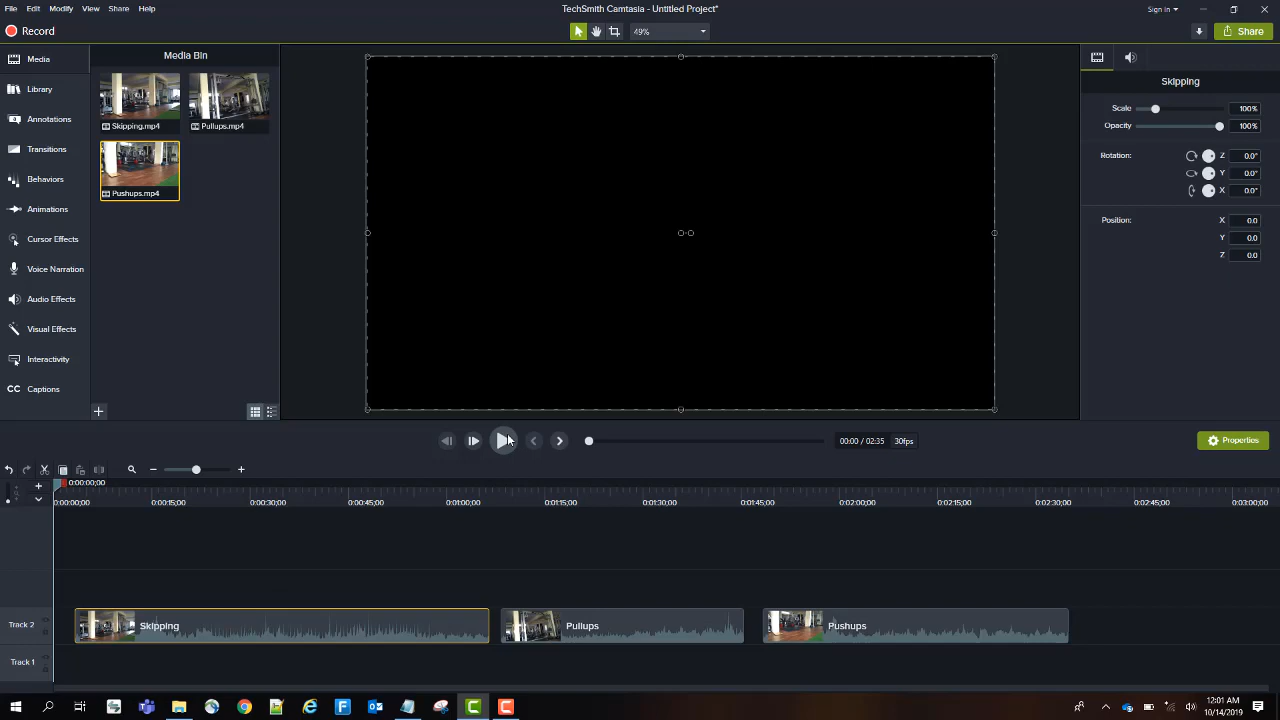 File Edit Modify View Share Help
TechSmith Camtasia - Untitled Project*
Sign in
Record
49%
Share
Media
Library
Annotations
Transitions
Behaviors
Animations
Cursor Effects
Voice Narration
Audio Effects
Visual Effects
Interactivity
CC Captions
Media Bin
Skipping.mp4 Pullups.mp4
Pushups.mp4
Skipping
Scale 100%
Opacity 100%
Rotation: Z 0.0°
Y 0.0°
X 0.0°
Position: X 0.0
Y 0.0
Z 0.0
00:00 / 02:35 30fps
Properties
0:00:00;00
0:00:00;00 0:00:15;00 0:00:30;00 0:00:45;00 0:01:00;00 0:01:15;00 0:01:30;00 0:01:45;00 0:02:00;00 0:02:15;00 0:02:30;00 0:02:45;00 0:03:00;00
Track 2 Skipping Pullups Pushups
Track 1
12:01 AM
10/14/2019